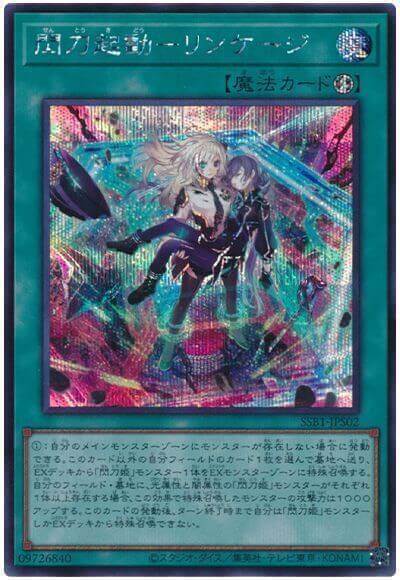 閃刀起動－リンケージ
【魔法カード】
SSB1-JPS02
①：自分のメインモンスターゾーンにモンスターが存在しない場合に発動
できる。このカード以外の自分フィールドのカード１枚を選んで墓地へ送り、
EXデッキから「閃刀姫」モンスター１体をEXモンスターゾーンに特殊召喚する。
自分のフィールド・墓地に、光属性と闇属性の「閃刀姫」モンスターがそれぞれ
１体以上存在する場合、この効果で特殊召喚したモンスターの攻撃力は１０００
アップする。このカードの発動後、ターン終了時まで自分は「閃刀姫」モンスター
しかEXデッキから特殊召喚できない。
09726840
©スタジオ・ダイス／集英社・テレビ東京・KONAMI